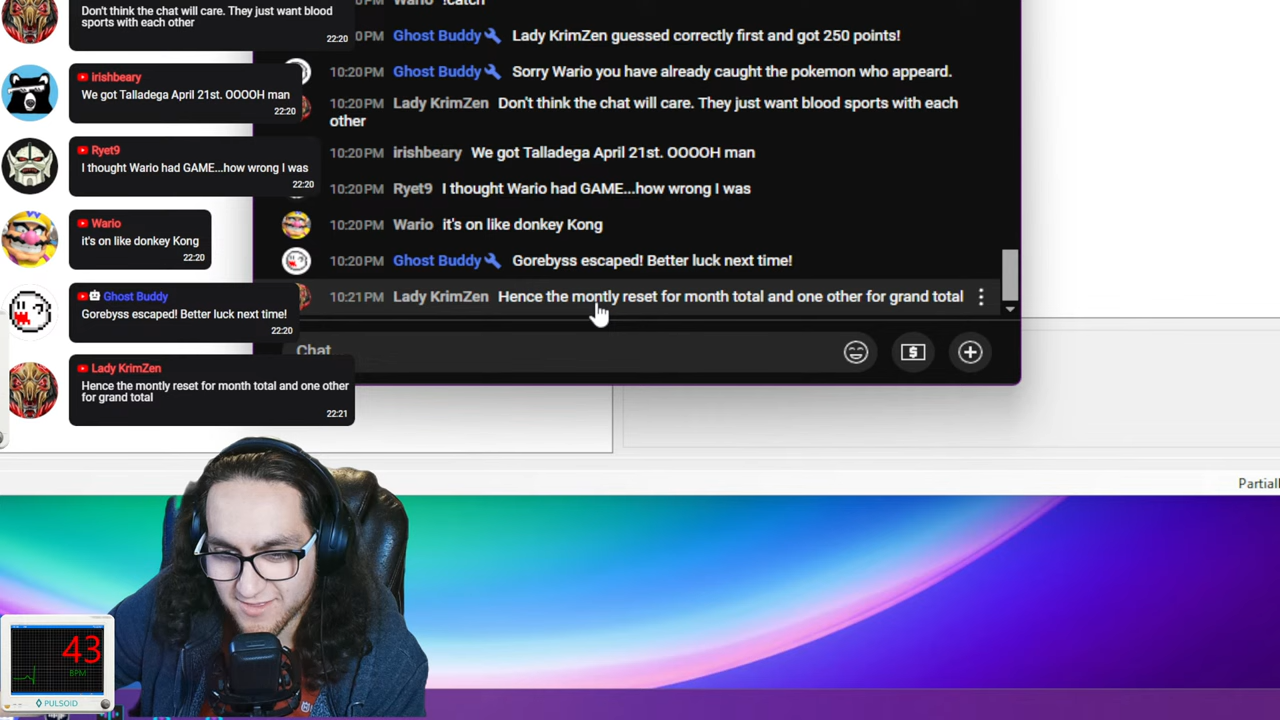 Don't think the chat will care. They just want blood
sports with each other
22:20
irishbeary
We got Talladega April 21st. OOOOH man
22:20
Ryet9
I thought Wario had GAME...how wrong I was
22:20
Wario
it's on like donkey Kong
22:20
Ghost Buddy
Gorebyss escaped! Better luck next time!
22:20
Lady KrimZen
Hence the montly reset for month total and one other
for grand total
22:21
Wario !catch
Ghost Buddy Lady KrimZen guessed correctly first and got 250 points!
10:20PM Ghost Buddy Sorry Wario you have already caught the pokemon who appeard.
10:20PM Lady KrimZen Don't think the chat will care. They just want blood sports with each
other
10:20PM irishbeary We got Talladega April 21st. OOOOH man
10:20PM Ryet9 I thought Wario had GAME...how wrong I was
10:20PM Wario it's on like donkey Kong
10:20PM Ghost Buddy Gorebyss escaped! Better luck next time!
10:21PM Lady KrimZen Hence the montly reset for month total and one other for grand total
Chat
43
BPM
PULSOID